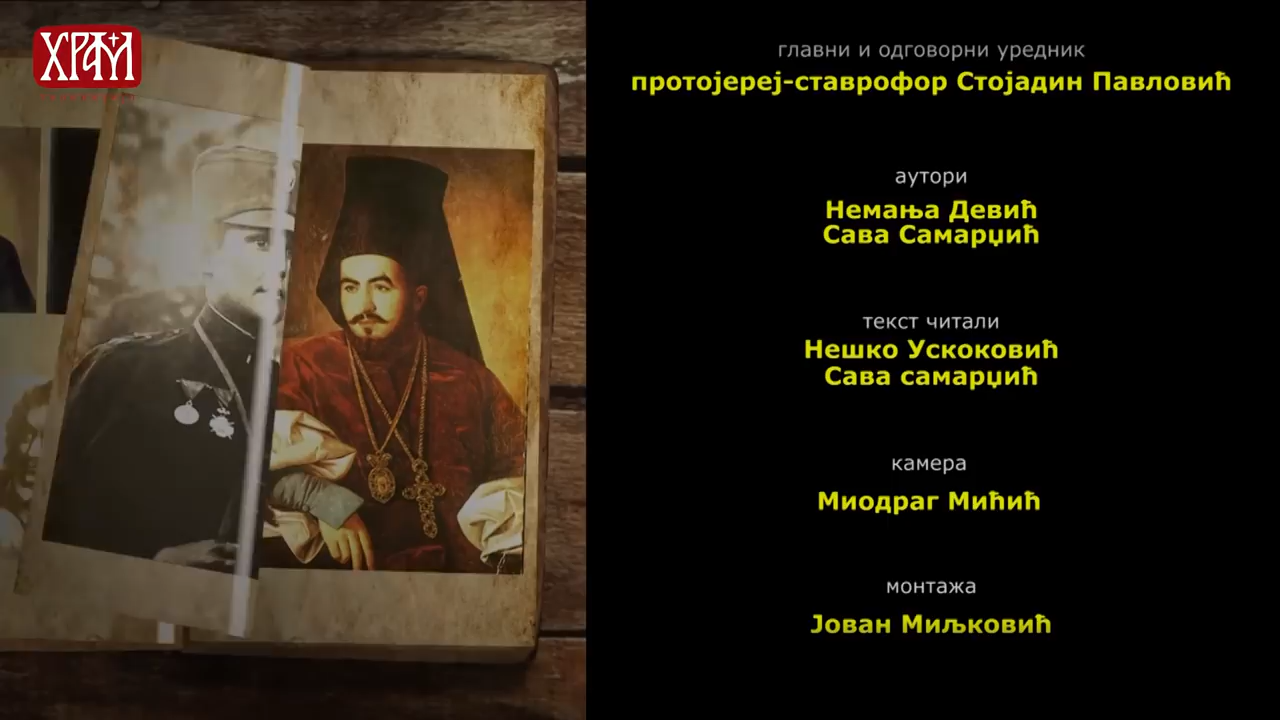 ХРАМ
главни и одговорни уредник
протојереј-ставрофор Стојадин Павловић
аутори
Немања Девић
Сава Самарџић
текст читали
Нешко Ускоковић
Сава самарџић
камера
Миодраг Мићић
монтажа
Јован Миљковић